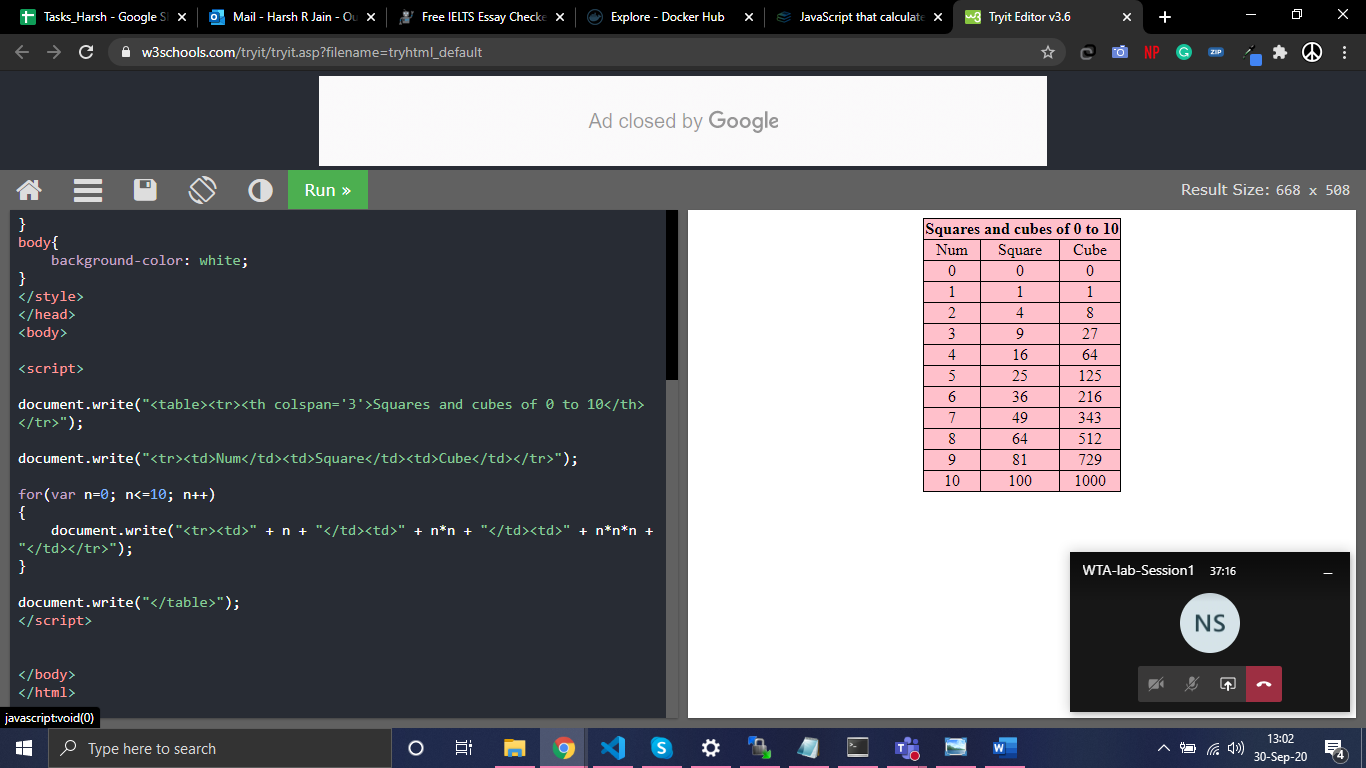 Tasks_Harsh - Google S
Mail - Harsh R Jain - Ou
Free IELTS Essay Checke
Explore - Docker Hub
JavaScript that calculate
Tryit Editor v3.6
w3schools.com/tryit/tryit.asp?filename=tryhtml_default
NP
ZIP
Ad closed by Google
Run »
Result Size: 668 x 508
}
body{
    background-color: white;
}
</style>
</head>
<body>
<script>
document.write("<table><tr><th colspan='3'>Squares and cubes of 0 to 10</th>
</tr>");
document.write("<tr><td>Num</td><td>Square</td><td>Cube</td></tr>");
for(var n=0; n<=10; n++)
{
    document.write("<tr><td>" + n + "</td><td>" + n*n + "</td><td>" + n*n*n +
"</td></tr>");
}
document.write("</table>");
</script>
</body>
</html>
javascript:void(0)
Squares and cubes of 0 to 10
Num Square Cube
0 0 0
1 1 1
2 4 8
3 9 27
4 16 64
5 25 125
6 36 216
7 49 343
8 64 512
9 81 729
10 100 1000
WTA-lab-Session1 37:16
NS
Type here to search
13:02
30-Sep-20
4